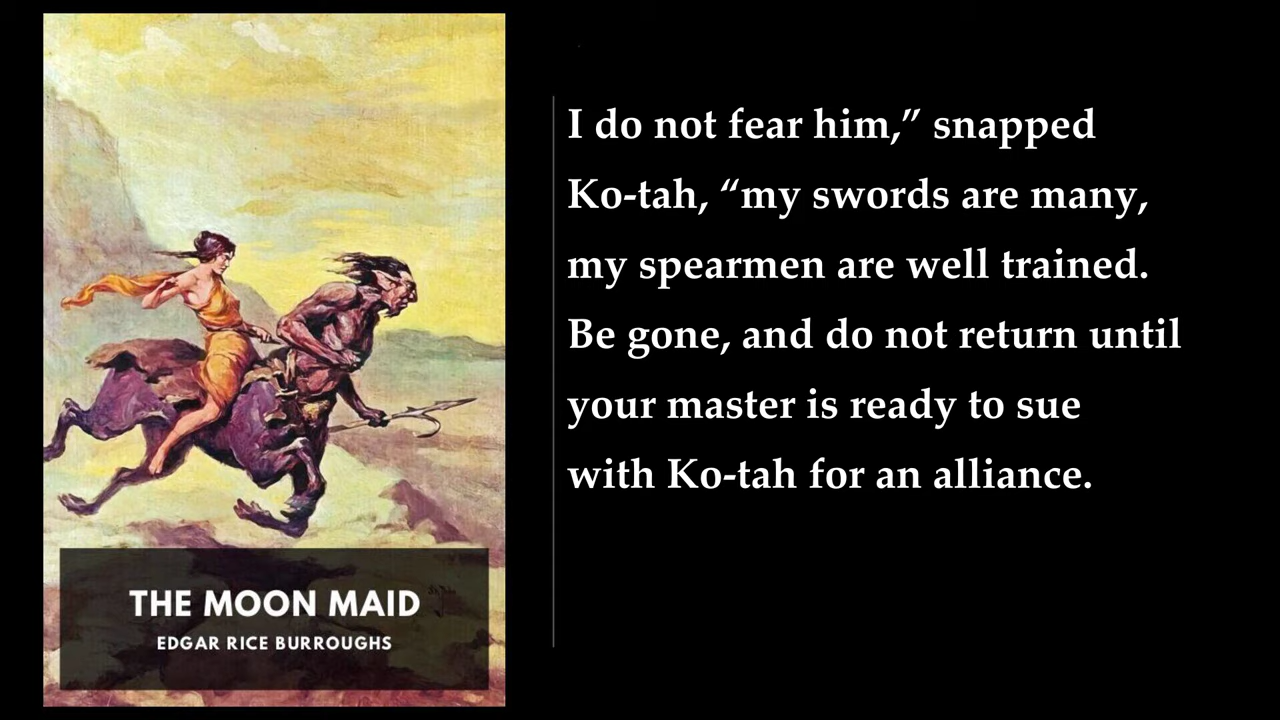 THE MOON MAID
EDGAR RICE BURROUGHS
I do not fear him,” snapped
Ko-tah, “my swords are many,
my spearmen are well trained.
Be gone, and do not return until
your master is ready to sue
with Ko-tah for an alliance.